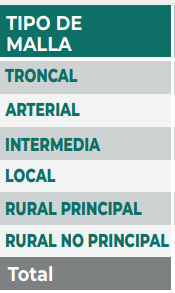 TIPO DE
MALLA
TRONCAL
ARTERIAL
INTERMEDIA
LOCAL
RURAL PRINCIPAL
RURAL NO PRINCIPAL
Total